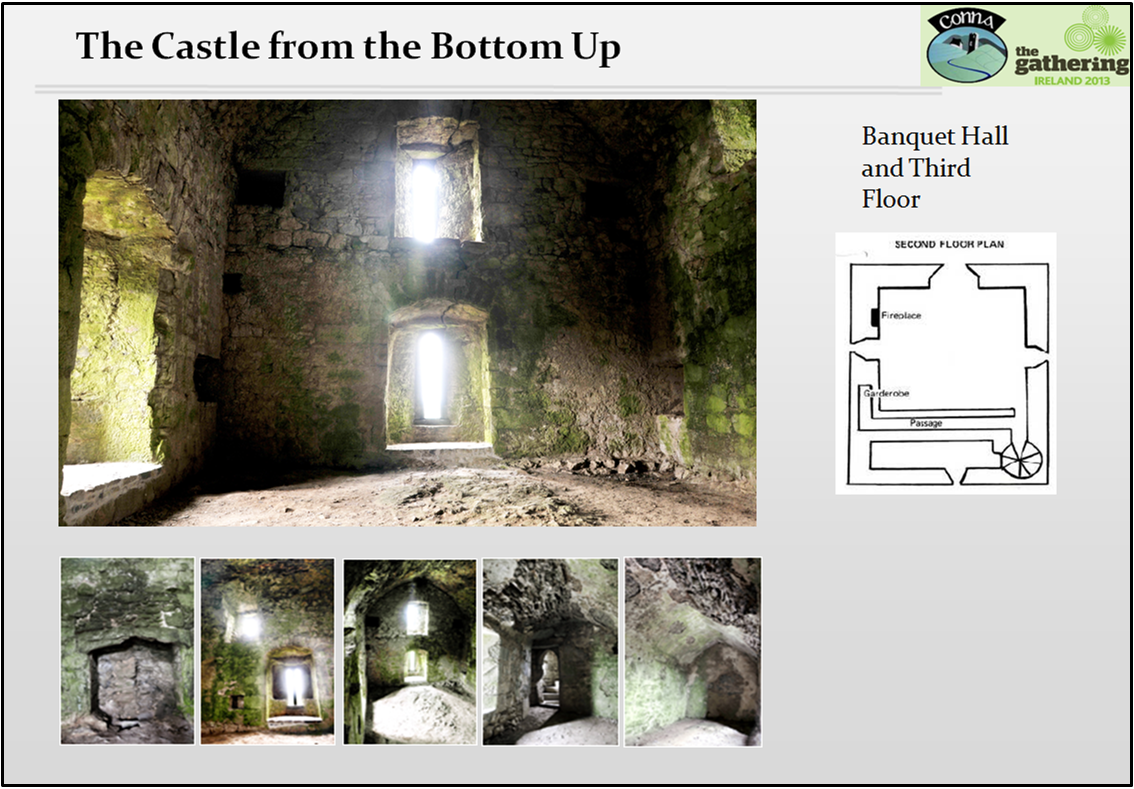 The Castle from the Bottom Up
conna
the
gathering
IRELAND 2013
Banquet Hall
and Third
Floor
SECOND FLOOR PLAN
Fireplace
Garderobe
Passage